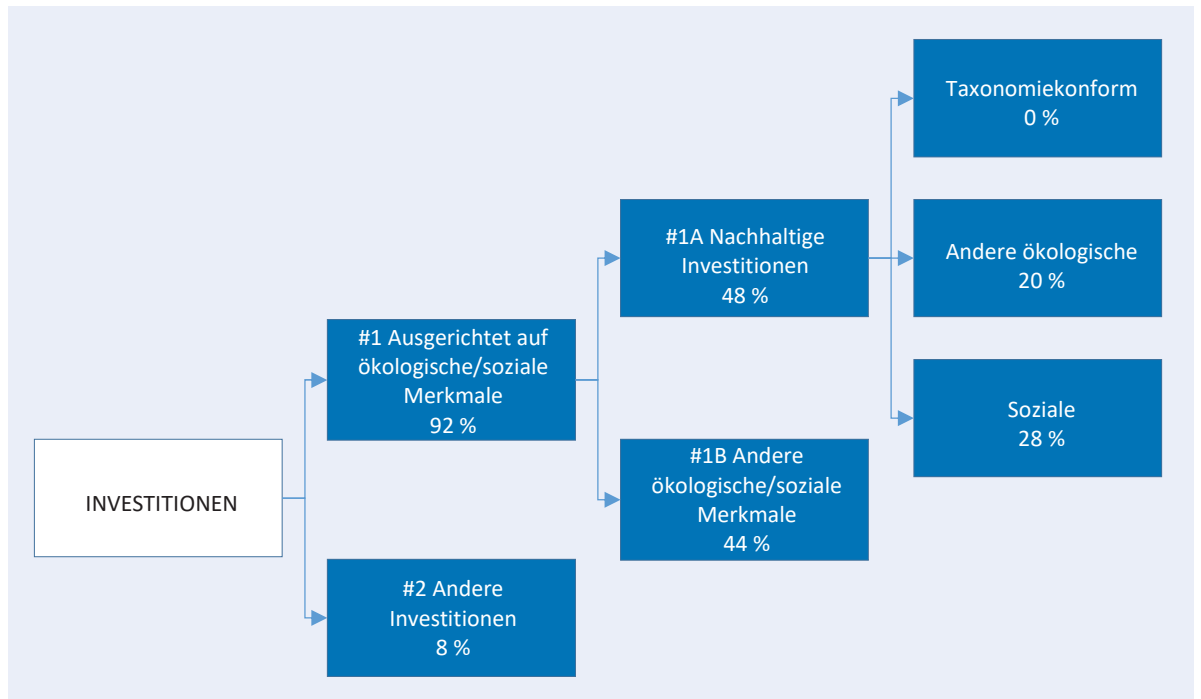 INVESTITIONEN
#1 Ausgerichtet auf
ökologische/soziale
Merkmale
92 %
#2 Andere
Investitionen
8 %
#1A Nachhaltige
Investitionen
48 %
#1B Andere
ökologische/soziale
Merkmale
44 %
Taxonomiekonform
0 %
Andere ökologische
20 %
Soziale
28 %